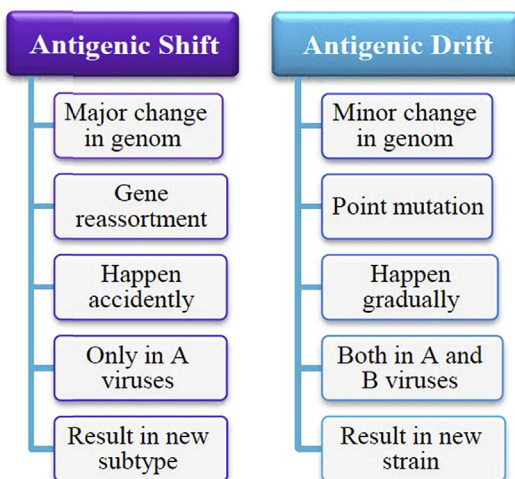 Antigenic Shift
Major change
in genom
Gene
reassortment
Happen
accidently
Only in A
viruses
Result in new
subtype
Antigenic Drift
Minor change
in genom
Point mutation
Happen
gradually
Both in A and
B viruses
Result in new
strain